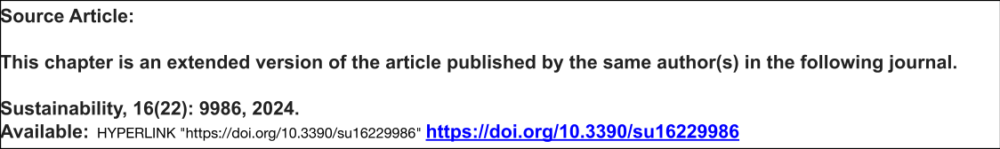 Source Article:
This chapter is an extended version of the article published by the same author(s) in the following journal.
Sustainability, 16(22): 9986, 2024.
Available: HYPERLINK "https://doi.org/10.3390/su16229986" https://doi.org/10.3390/su16229986